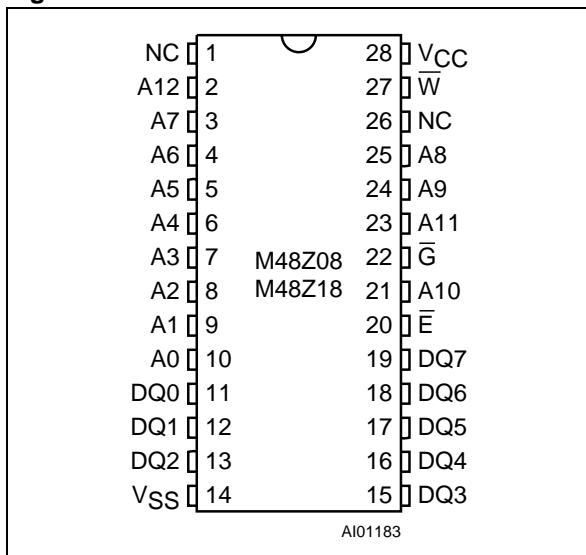 NC 1 28 VCC
A12 2 27 W̅
A7 3 26 NC
A6 4 25 A8
A5 5 24 A9
A4 6 23 A11
A3 7 M48Z08 22 G̅
A2 8 M48Z18 21 A10
A1 9 20 E̅
A0 10 19 DQ7
DQ0 11 18 DQ6
DQ1 12 17 DQ5
DQ2 13 16 DQ4
VSS 14 15 DQ3
AI01183